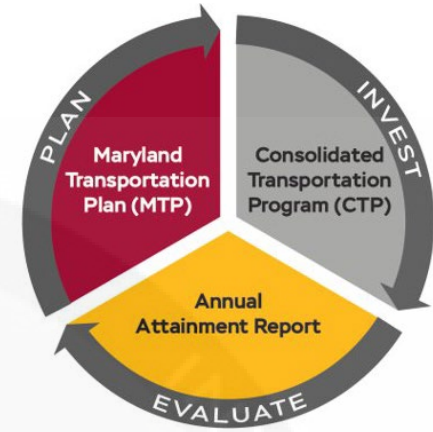 PLAN
Maryland
Transportation
Plan (MTP)
INVEST
Consolidated
Transportation
Program (CTP)
Annual
Attainment Report
EVALUATE